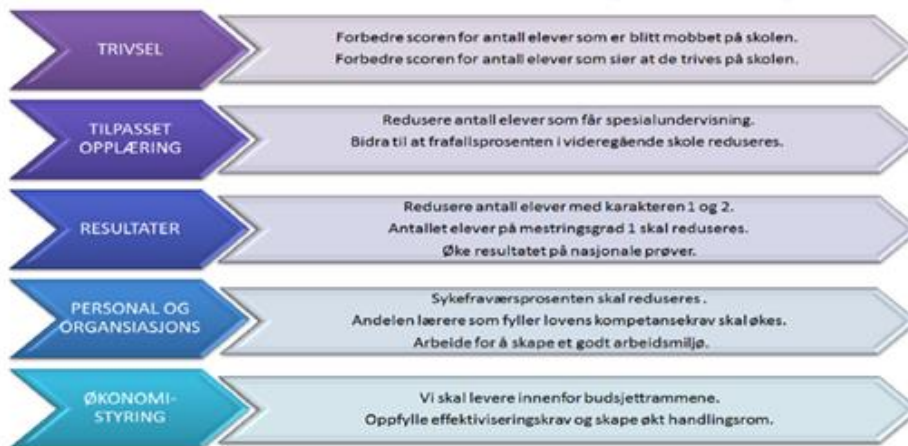 TRIVSEL
Forbedre scoren for antall elever som er blitt mobbet på skolen.
Forbedre scoren for antall elever som sier at de trives på skolen.
TILPASSET
OPPLÆRING
Redusere antall elever som får spesialundervisning.
Bidra til at frafallsprosenten i videregående skole reduseres.
RESULTATER
Redusere antall elever med karakteren 1 og 2.
Antallet elever på mestringsgrad 1 skal reduseres.
Øke resultatet på nasjonale prøver.
PERSONAL OG
ORGANSIASJONS
Sykefraværsprosenten skal reduseres .
Andelen lærere som fyller lovens kompetansekrav skal økes.
Arbeide for å skape et godt arbeidsmiljø.
ØKONOMI-
STYRING
Vi skal levere innenfor budsjettrammene.
Oppfylle effektiviseringskrav og skape økt handlingsrom.